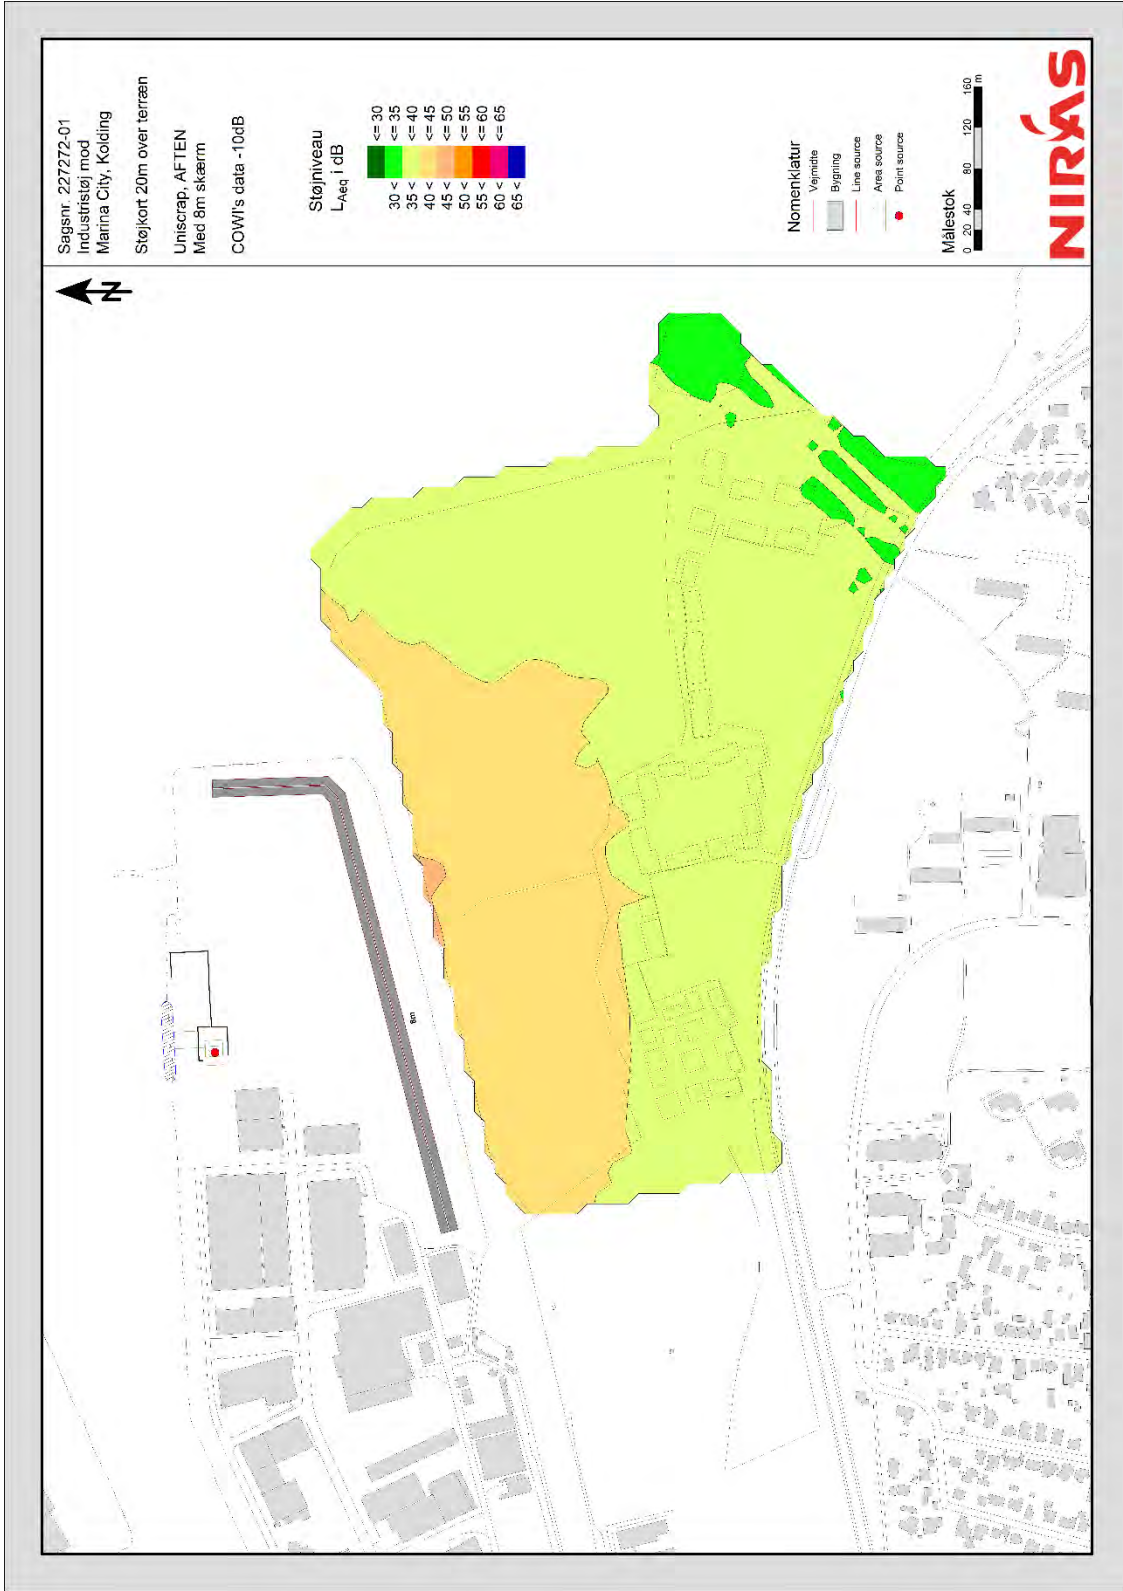 Sagsnr. 227272-01
Industristøj mod
Marina City, Kolding
Støjkort 20m over terræn
Uniscrap, AFTEN
Med 8m skærm
COWI's data -10dB
Støjniveau
LAeq i dB
<= 30
30 < <= 35
35 < <= 40
40 < <= 45
45 < <= 50
50 < <= 55
55 < <= 60
60 < <= 65
65 <
Nomenklatur
Vejmidte
Bygning
Line source
Area source
Point source
Målestok
0 20 40 80 120 160
m
NIRAS
N
8m